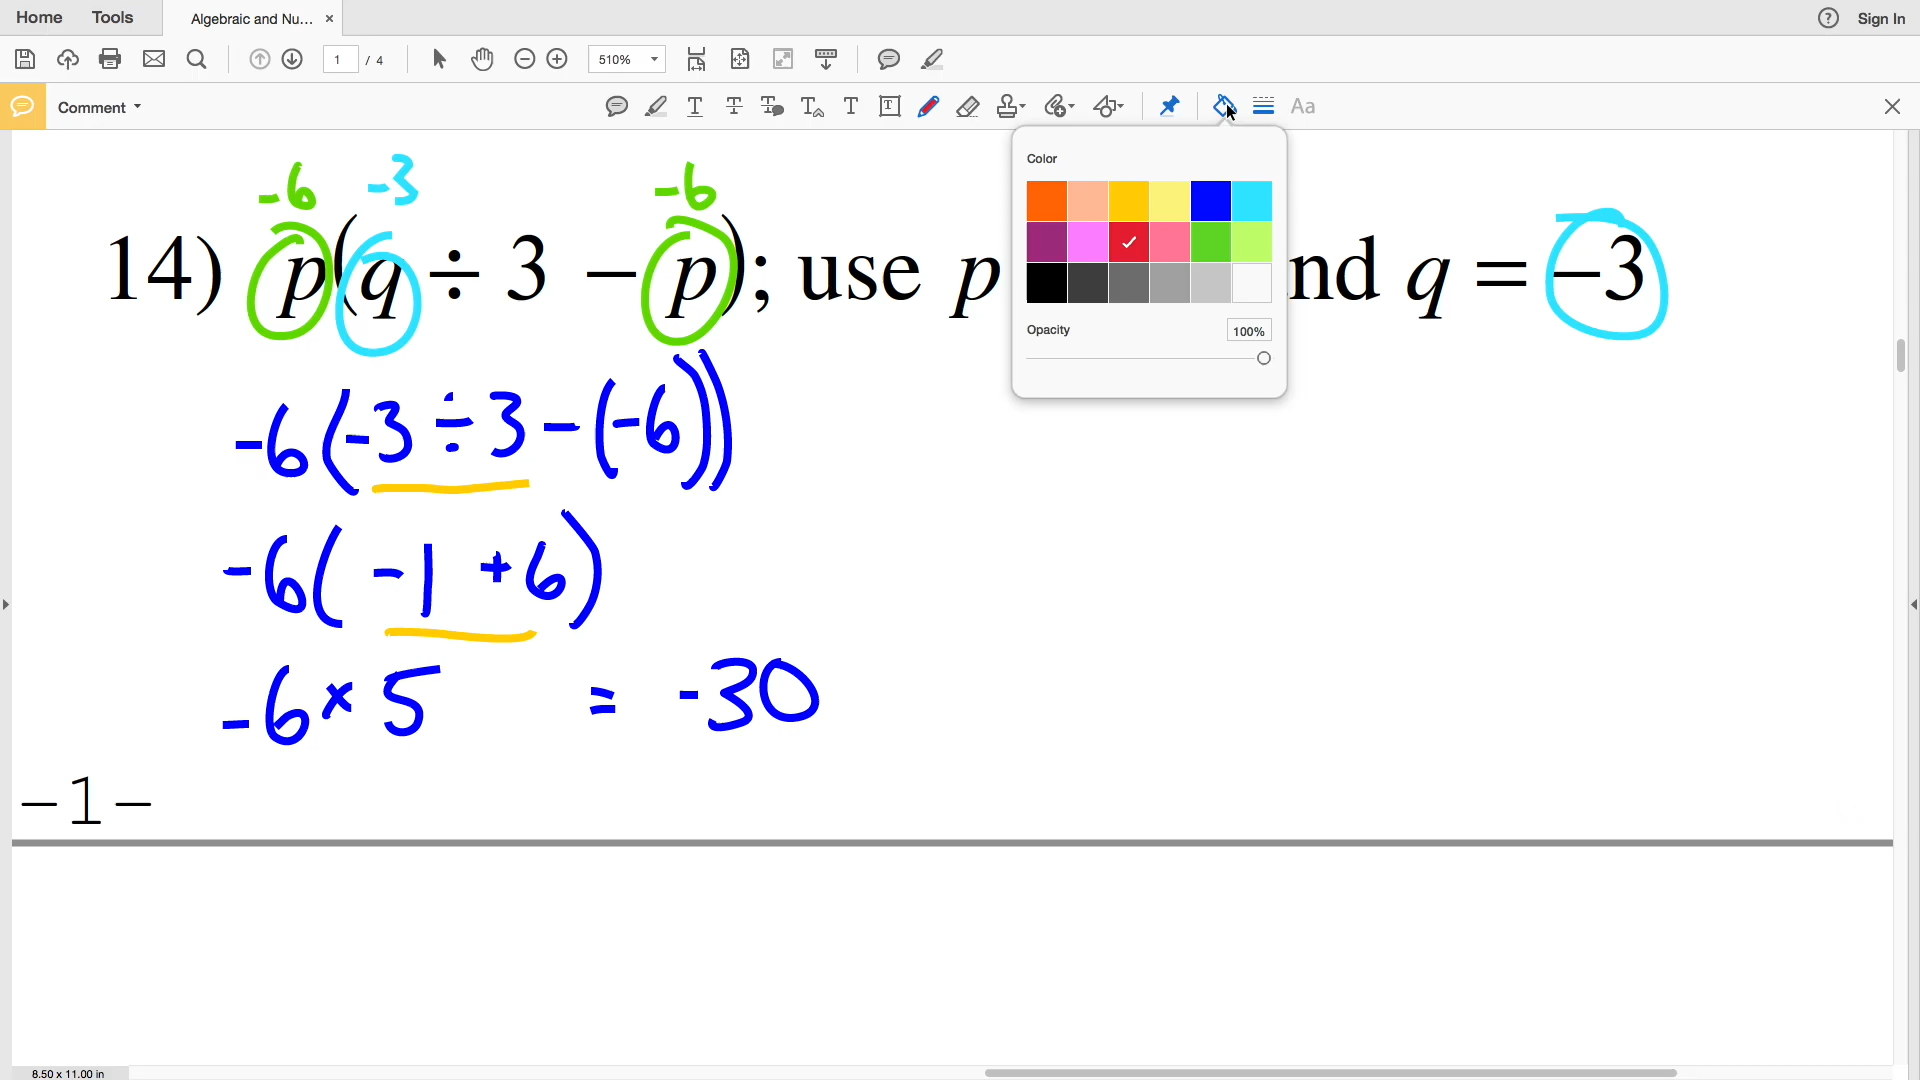 Home Tools Algebraic and Nu... × Sign In
1 / 4 510%
Comment Aa
Color
Opacity 100%
-6 -3 -6
14) p(q ÷ 3 − p); use p nd q = −3
-6(-3 ÷ 3 - (-6))
-6(-1 + 6)
-6 × 5 = -30
-1-
8.50 x 11.00 in